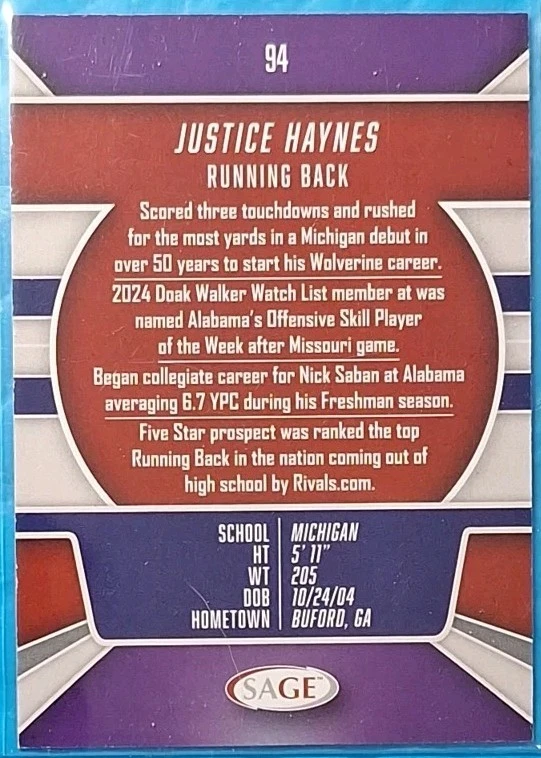 94
JUSTICE HAYNES
RUNNING BACK
Scored three touchdowns and rushed
for the most yards in a Michigan debut in
over 50 years to start his Wolverine career.
2024 Doak Walker Watch List member at was
named Alabama's Offensive Skill Player
of the Week after Missouri game.
Began collegiate career for Nick Saban at Alabama
averaging 6.7 YPC during his Freshman season.
Five Star prospect was ranked the top
Running Back in the nation coming out of
high school by Rivals.com.
SCHOOL MICHIGAN
HT 5' 11"
WT 205
DOB 10/24/04
HOMETOWN BUFORD, GA
SAGE™